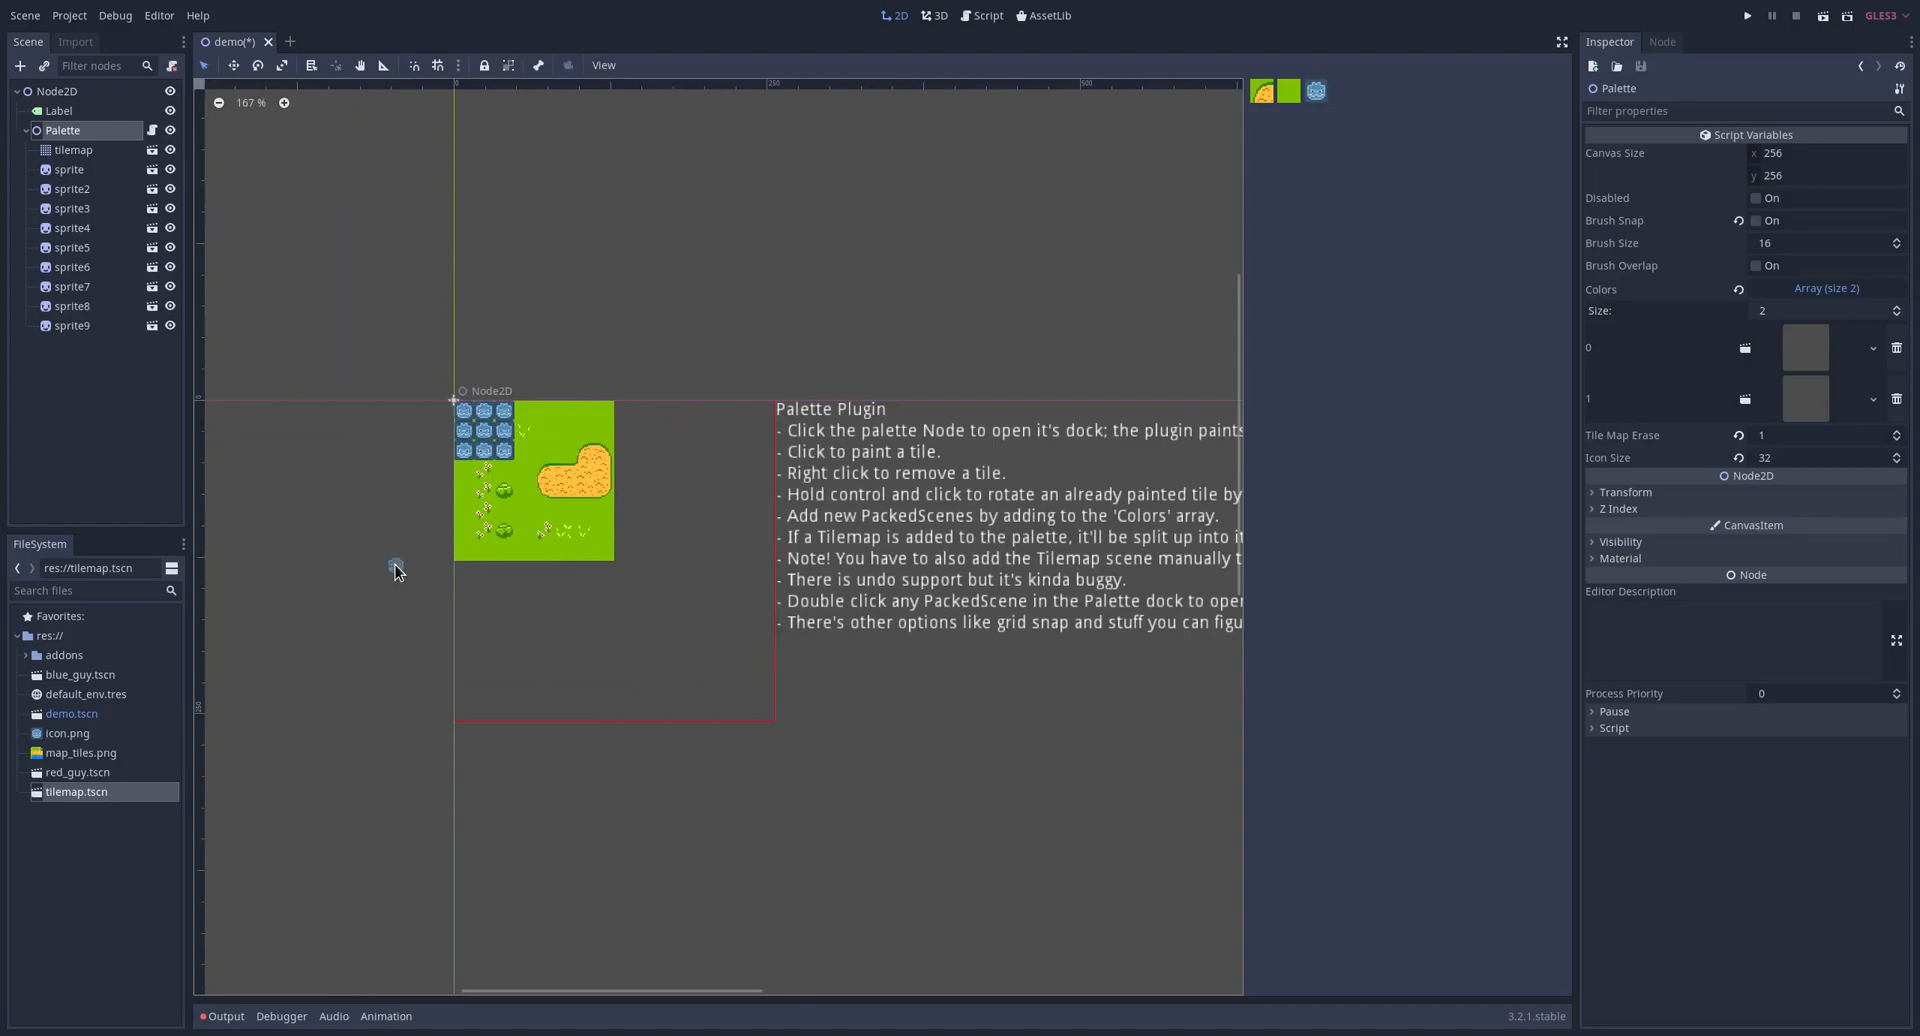 Scene Project Debug Editor Help
2D 3D Script AssetLib
GLES3
Scene Import
demo(*)
Inspector Node
Filter nodes
View
Node2D
Label
Palette
tilemap
sprite
sprite2
sprite3
sprite4
sprite5
sprite6
sprite7
sprite8
sprite9
0 250 500
167 %
0
250
Node2D
Palette Plugin
- Click the palette Node to open it's dock; the plugin paints
- Click to paint a tile.
- Right click to remove a tile.
- Hold control and click to rotate an already painted tile by
- Add new PackedScenes by adding to the 'Colors' array.
- If a Tilemap is added to the palette, it'll be split up into it
- Note! You have to also add the Tilemap scene manually t
- There is undo support but it's kinda buggy.
- Double click any PackedScene in the Palette dock to oper
- There's other options like grid snap and stuff you can figu
Palette
Filter properties
Script Variables
Canvas Size x 256
y 256
Disabled On
Brush Snap On
Brush Size 16
Brush Overlap On
Colors Array (size 2)
Size: 2
0
1
Tile Map Erase 1
Icon Size 32
Node2D
Transform
Z Index
CanvasItem
Visibility
Material
Node
Editor Description
Process Priority 0
Pause
Script
FileSystem
res://tilemap.tscn
Search files
Favorites:
res://
addons
blue_guy.tscn
default_env.tres
demo.tscn
icon.png
map_tiles.png
red_guy.tscn
tilemap.tscn
Output Debugger Audio Animation
3.2.1.stable